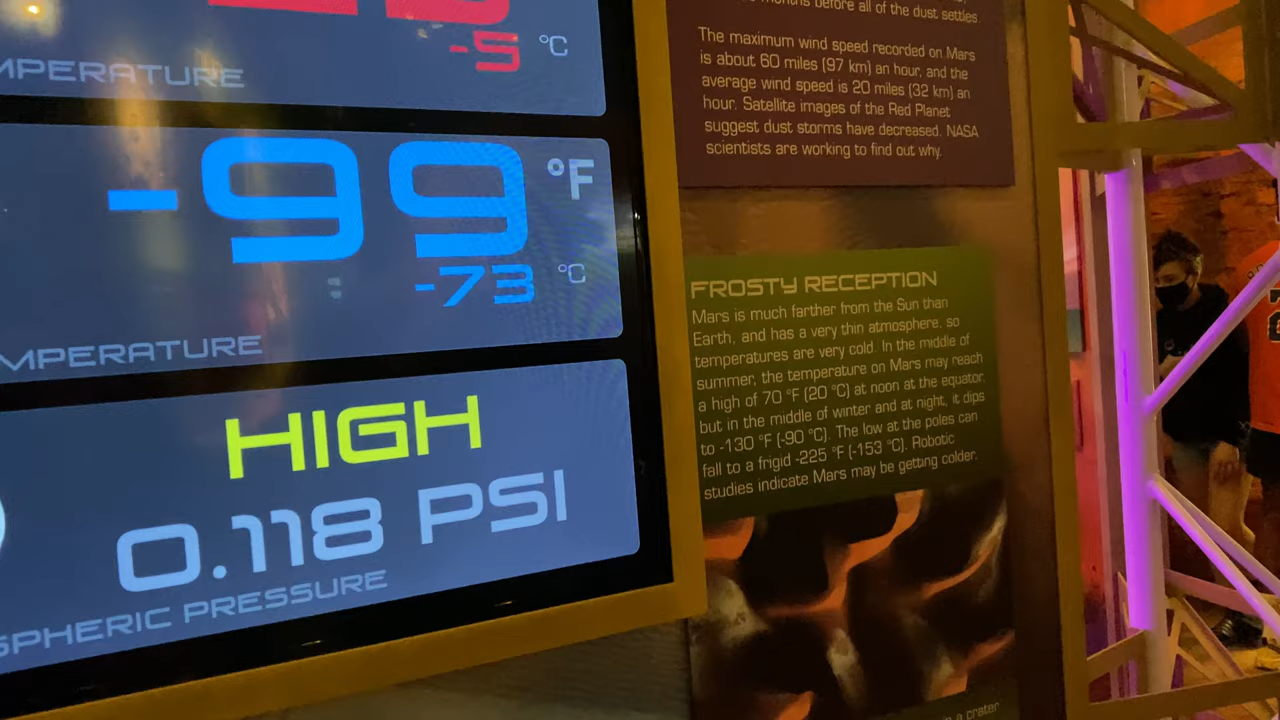 -5 °C
MPERATURE
-99 °F
-73 °C
MPERATURE
HIGH
0.118 PSI
SPHERIC PRESSURE
months before all of the dust settles.
The maximum wind speed recorded on Mars
is about 60 miles (97 km) an hour, and the
average wind speed is 20 miles (32 km) an
hour. Satellite images of the Red Planet
suggest dust storms have decreased. NASA
scientists are working to find out why.
FROSTY RECEPTION
Mars is much farther from the Sun than
Earth, and has a very thin atmosphere, so
temperatures are very cold. In the middle of
summer, the temperature on Mars may reach
a high of 70 °F (20 °C) at noon at the equator,
but in the middle of winter and at night, it dips
to -130 °F (-90 °C). The low at the poles can
fall to a frigid -225 °F (-153 °C). Robotic
studies indicate Mars may be getting colder.
in a crater